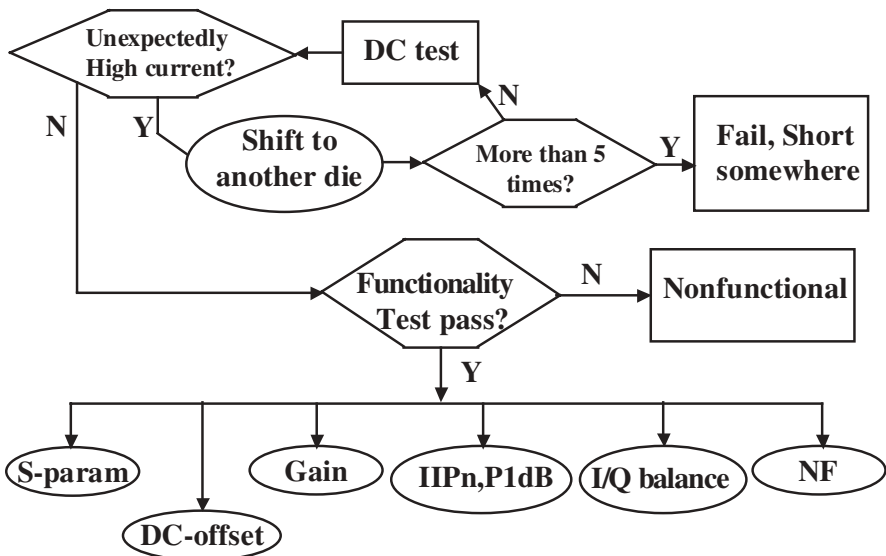 Unexpectedly
High current?
DC test
N
Y
N
Shift to
another die
More than 5
times?
Y
Fail, Short
somewhere
Functionality
Test pass?
N
Nonfunctional
Y
S-param
DC-offset
Gain
IIPn,P1dB
I/Q balance
NF